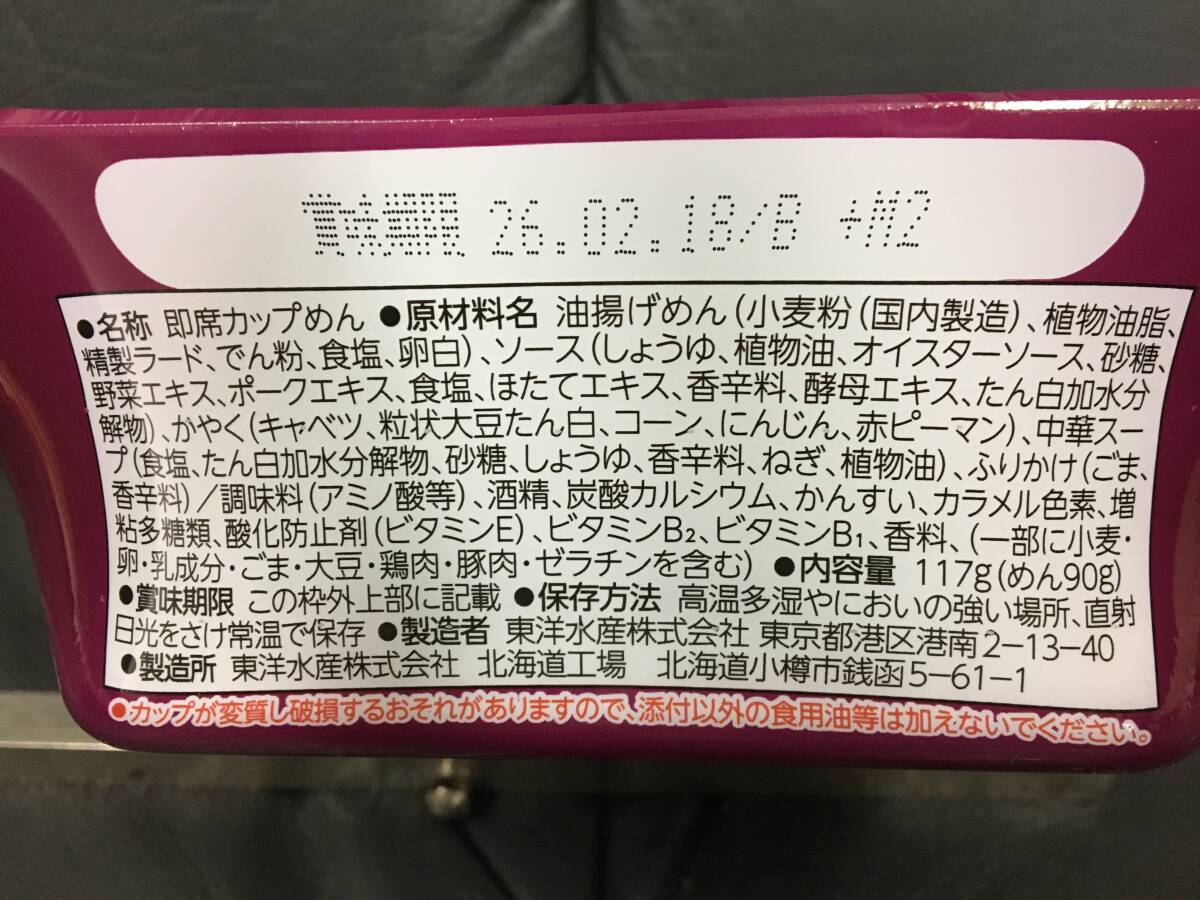 賞味期限 26.02.18/B +M2
●名称 即席カップめん ●原材料名 油揚げめん(小麦粉(国内製造)、植物油脂、
精製ラード、でん粉、食塩、卵白)、ソース(しょうゆ、植物油、オイスターソース、砂糖、
野菜エキス、ポークエキス、食塩、ほたてエキス、香辛料、酵母エキス、たん白加水分
解物)、かやく(キャベツ、粒状大豆たん白、コーン、にんじん、赤ピーマン)、中華スー
プ(食塩、たん白加水分解物、砂糖、しょうゆ、香辛料、ねぎ、植物油)、ふりかけ(ごま、
香辛料)/調味料(アミノ酸等)、酒精、炭酸カルシウム、かんすい、カラメル色素、増
粘多糖類、酸化防止剤(ビタミンE)、ビタミンB₂、ビタミンB₁、香料、(一部に小麦・
卵・乳成分・ごま・大豆・鶏肉・豚肉・ゼラチンを含む) ●内容量 117g(めん90g)
●賞味期限 この枠外上部に記載 ●保存方法 高温多湿やにおいの強い場所、直射
日光をさけ常温で保存 ●製造者 東洋水産株式会社 東京都港区港南2-13-40
●製造所 東洋水産株式会社 北海道工場 北海道小樽市銭函5-61-1
●カップが変質し破損するおそれがありますので、添付以外の食用油等は加えないでください。